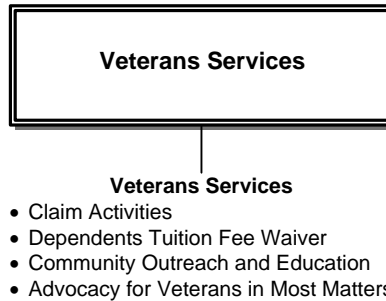 Veterans Services
Veterans Services
• Claim Activities
• Dependents Tuition Fee Waiver
• Community Outreach and Education
• Advocacy for Veterans in Most Matters